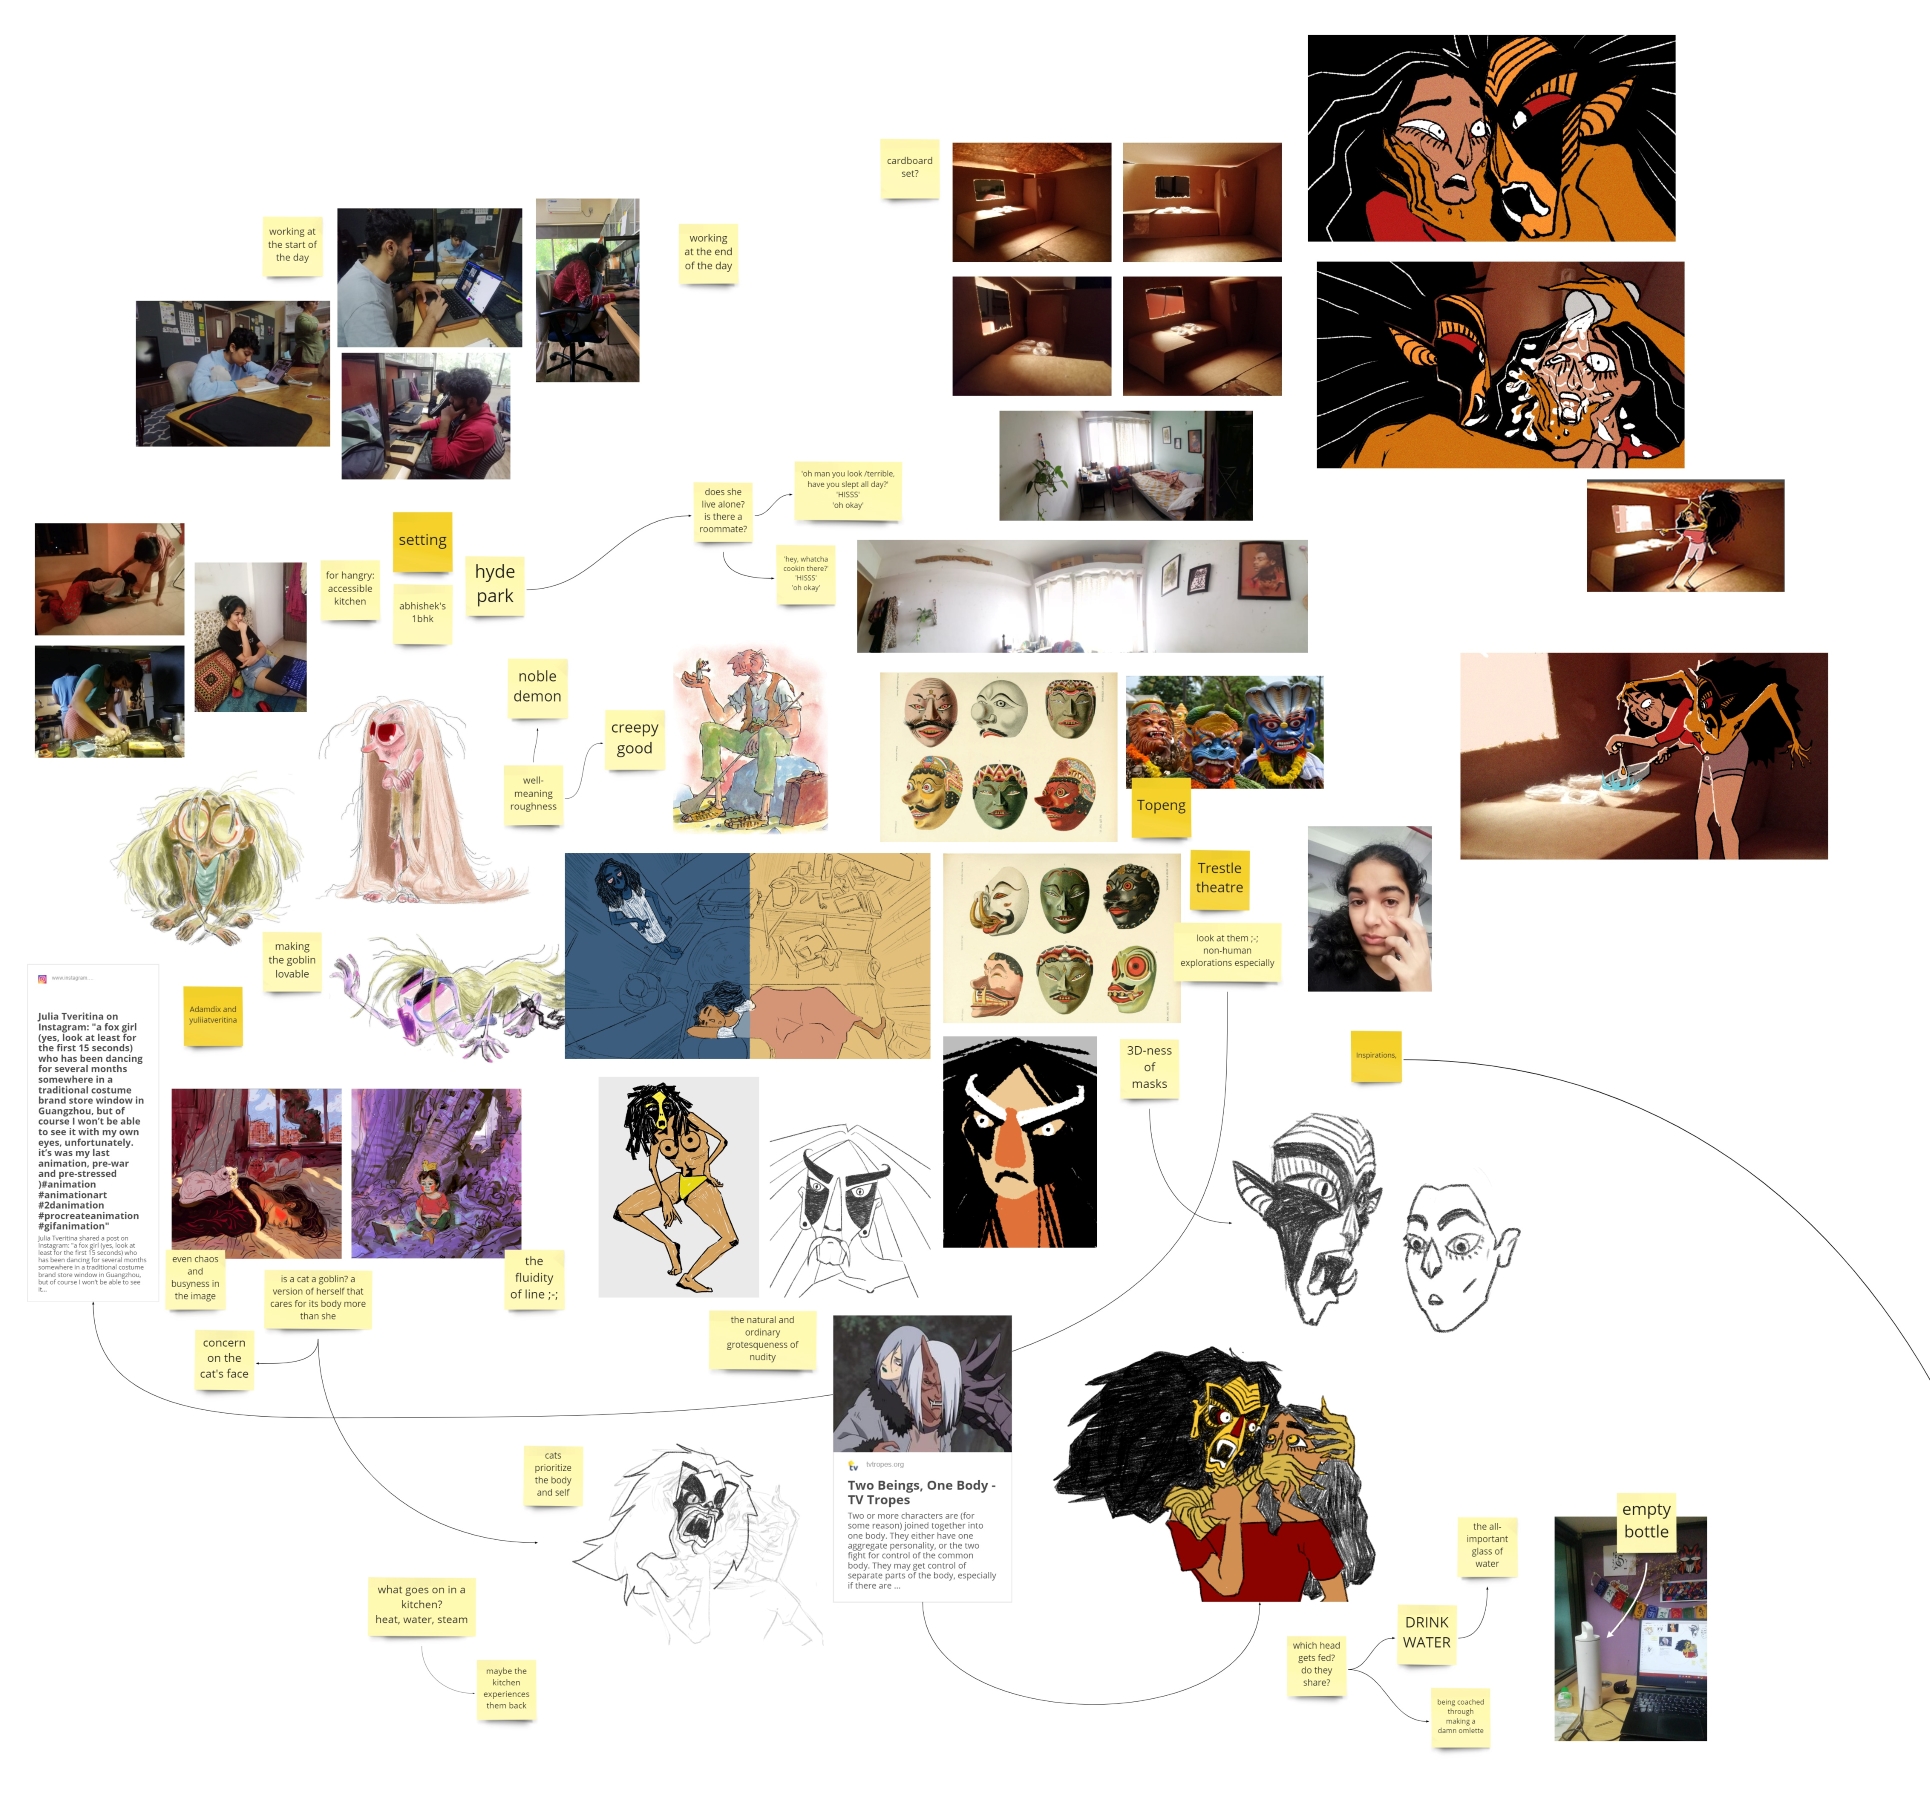 cardboard
set?
working at
the start of
the day
working
at the end
of the day
'oh man you look /terrible,
have you slept all day?'
'HISSS'
'oh okay'
does she
live alone?
is there a
roommate?
setting
hyde
park
for hangry:
accessible
kitchen
abhishek's
1bhk
'hey, whatcha
cookin there?'
'HISSS'
'oh okay'
noble
demon
creepy
good
well-
meaning
roughness
Topeng
Trestle
theatre
look at them ;-;
non-human
explorations especially
making
the goblin
lovable
Adamdix and
yuliiatveritina
www.instagram....
Julia Tveritina on
Instagram: "a fox girl
(yes, look at least for
the first 15 seconds)
who has been dancing
for several months
somewhere in a
traditional costume
brand store window in
Guangzhou, but of
course I won't be able
to see it with my own
eyes, unfortunately.
it's was my last
animation, pre-war
and pre-stressed
)#animation
#animationart
#2danimation
#procreateanimation
#gifanimation"
Julia Tveritina shared a post on
Instagram: "a fox girl (yes, look at
least for the first 15 seconds) who
has been dancing for several months
somewhere in a traditional costume
brand store window in Guangzhou,
but of course I won't be able to see
it...
3D-ness
of
masks
Inspirations,
even chaos
and
busyness in
the image
is a cat a goblin? a
version of herself that
cares for its body more
than she
the
fluidity
of line ;-;
concern
on the
cat's face
the natural and
ordinary
grotesqueness of
nudity
cats
prioritize
the body
and self
tv
tvtropes.org
Two Beings, One Body -
TV Tropes
Two or more characters are (for
some reason) joined together into
one body. They either have one
aggregate personality, or the two
fight for control of the common
body. They may get control of
separate parts of the body, especially
if there are ...
what goes on in a
kitchen?
heat, water, steam
maybe the
kitchen
experiences
them back
empty
bottle
the all-
important
glass of
water
DRINK
WATER
which head
gets fed?
do they
share?
being coached
through
making a
damn omlette